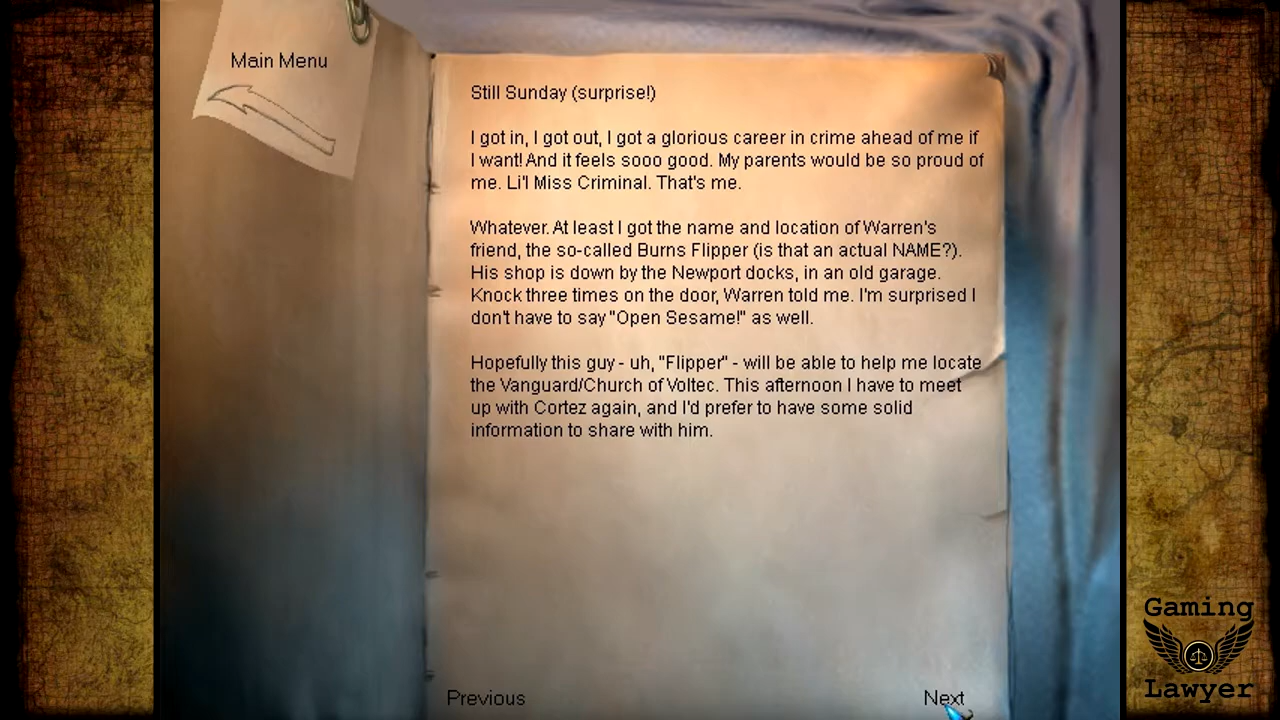 Main Menu
Still Sunday (surprise!)
I got in, I got out, I got a glorious career in crime ahead of me if
I want! And it feels sooo good. My parents would be so proud of
me. Li'l Miss Criminal. That's me.
Whatever. At least I got the name and location of Warren's
friend, the so-called Burns Flipper (is that an actual NAME?).
His shop is down by the Newport docks, in an old garage.
Knock three times on the door, Warren told me. I'm surprised I
don't have to say "Open Sesame!" as well.
Hopefully this guy - uh, "Flipper" - will be able to help me locate
the Vanguard/Church of Voltec. This afternoon I have to meet
up with Cortez again, and I'd prefer to have some solid
information to share with him.
Previous
Next
Gaming
Lawyer